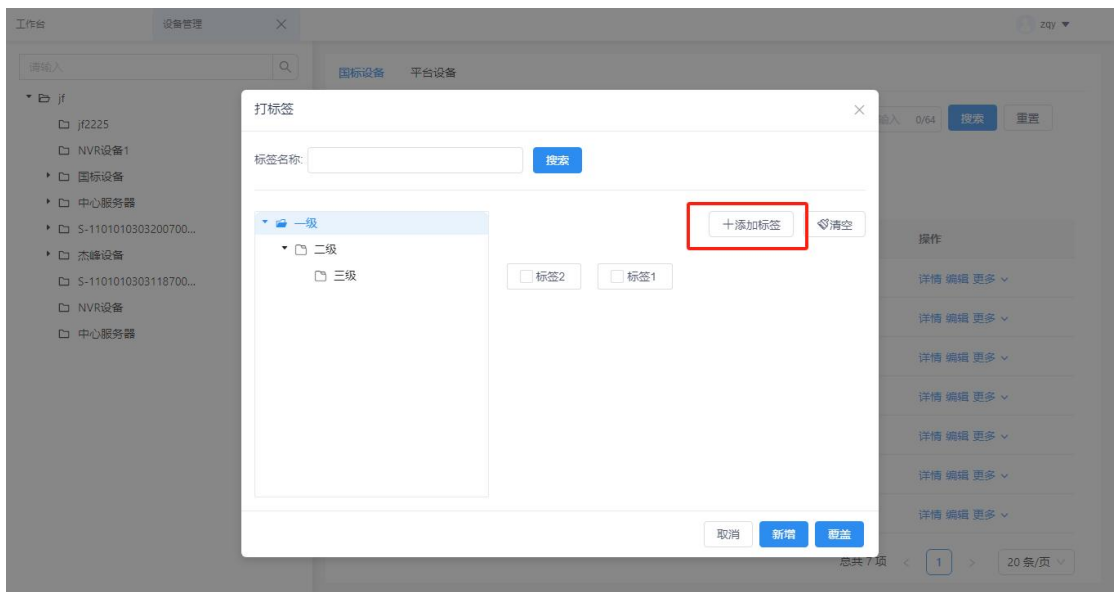 工作台 设备管理 zqy
请输入
国标设备 平台设备
jf
jf2225
NVR设备1
国标设备
中心服务器
S-1101010303200700...
杰峰设备
S-1101010303118700...
NVR设备
中心服务器
输入 0/64 搜索 重置
操作
详情 编辑 更多
详情 编辑 更多
详情 编辑 更多
详情 编辑 更多
详情 编辑 更多
详情 编辑 更多
详情 编辑 更多
总共 7 项 < 1 > 20 条/页
打标签
标签名称: 搜索
一级
二级
三级
+添加标签 清空
标签2 标签1
取消 新增 覆盖